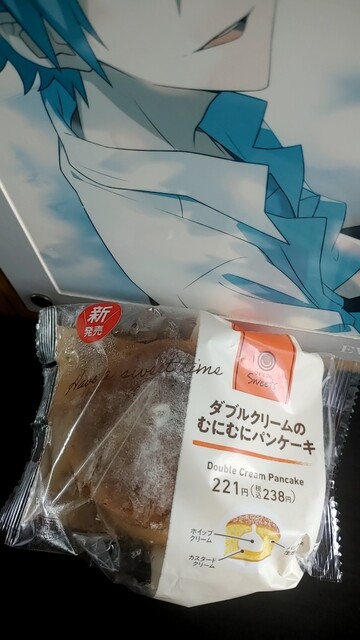 新
発売
Have a sweet time
Sweets
ダブルクリームの
むにむにパンケーキ
Double Cream Pancake
221円(税込238円)
ホイップ
クリーム
カスタード
クリーム